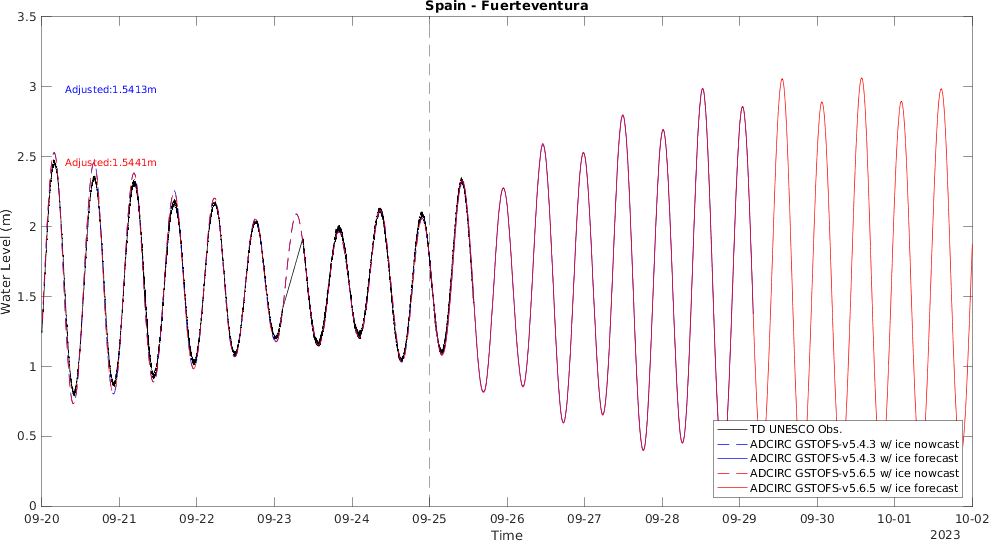 Spain - Fuerteventura
3.5
3
2.5
2
1.5
1
0.5
0
Water Level (m)
Adjusted:1.5413m
Adjusted:1.5441m
TD UNESCO Obs.
ADCIRC GSTOFS-v5.4.3 w/ ice nowcast
ADCIRC GSTOFS-v5.4.3 w/ ice forecast
ADCIRC GSTOFS-v5.6.5 w/ ice nowcast
ADCIRC GSTOFS-v5.6.5 w/ ice forecast
09-20 09-21 09-22 09-23 09-24 09-25 09-26 09-27 09-28 09-29 09-30 10-01 10-02
Time
2023